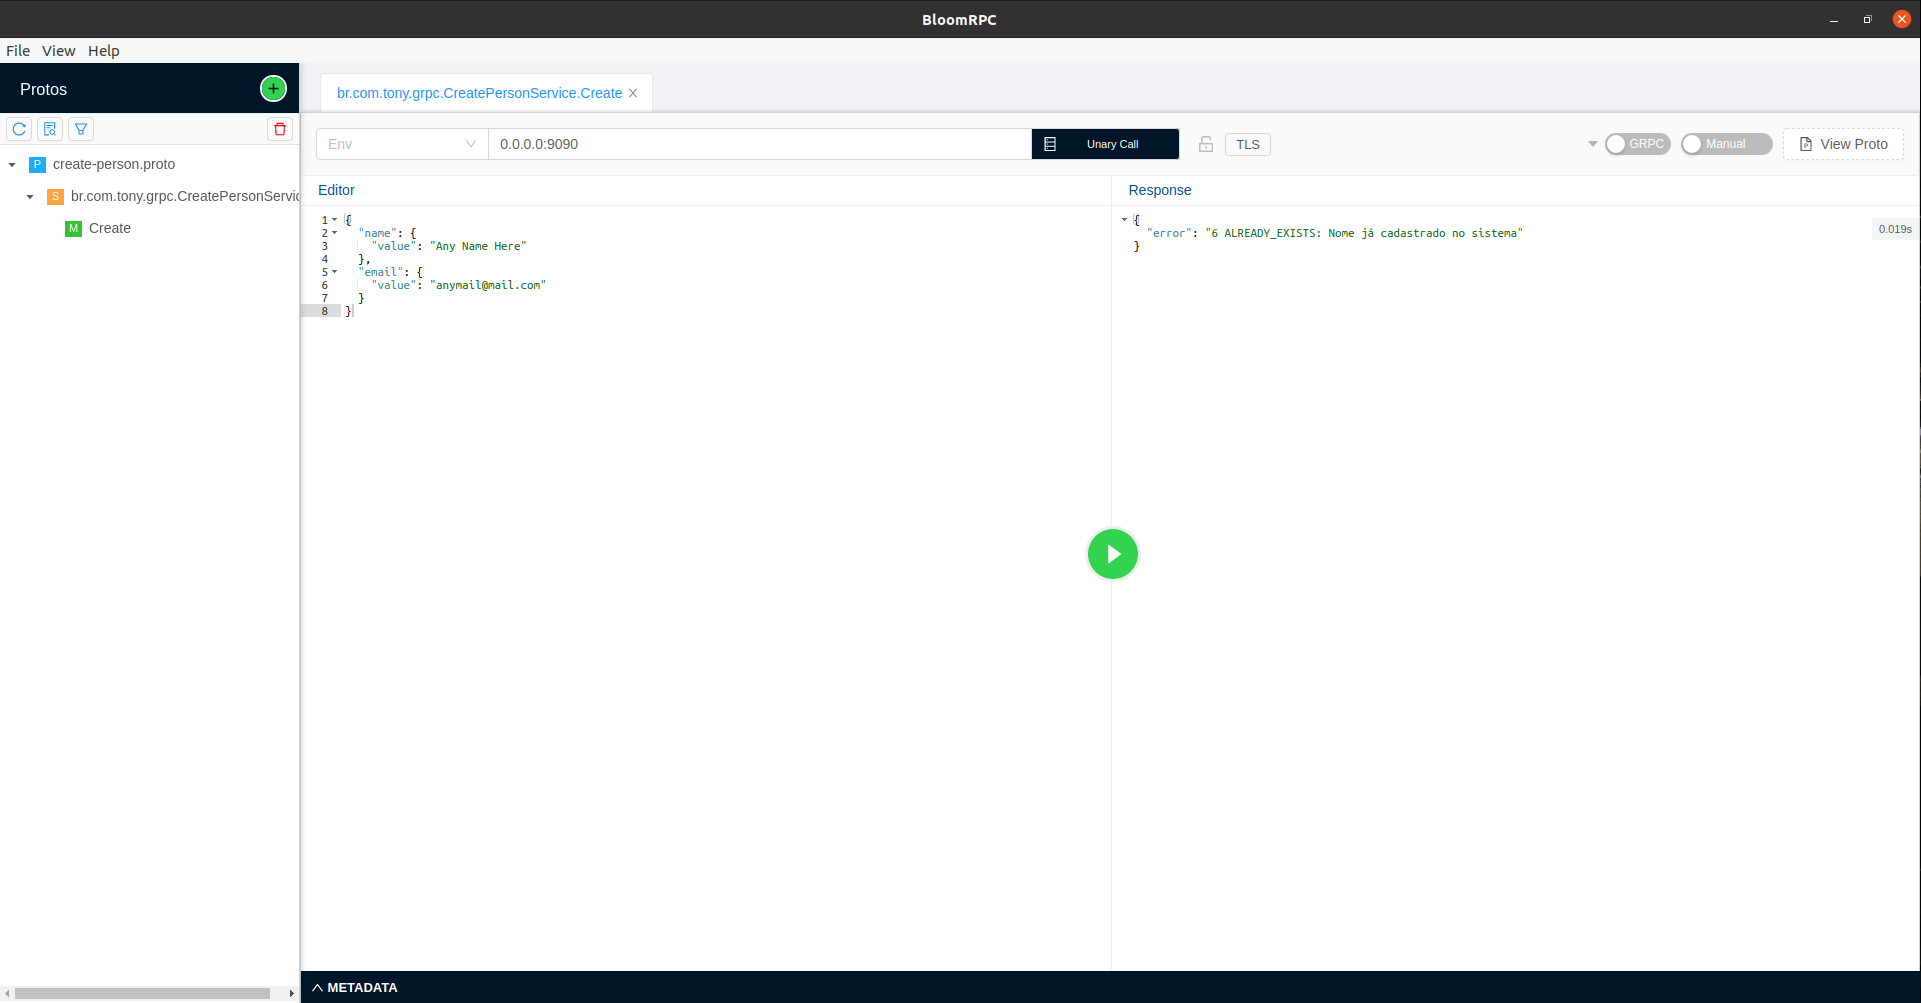 BloomRPC
File View Help
Protos
br.com.tony.grpc.CreatePersonService.Create
Env
0.0.0.0:9090
Unary Call
TLS
GRPC
Manual
View Proto
P create-person.proto
S br.com.tony.grpc.CreatePersonServic
M Create
Editor
1 {
2 "name": {
3 "value": "Any Name Here"
4 },
5 "email": {
6 "value": "anymail@mail.com"
7 }
8 }
Response
{
"error": "6 ALREADY_EXISTS: Nome já cadastrado no sistema"
}
0.019s
METADATA